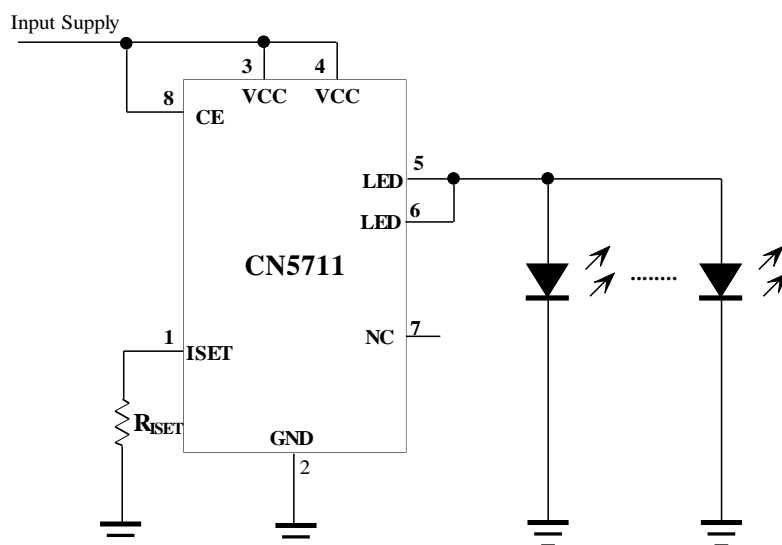 Input Supply
3
4
VCC
VCC
8
CE
5
LED
6
LED
CN5711
7
NC
1
ISET
RISET
GND
2